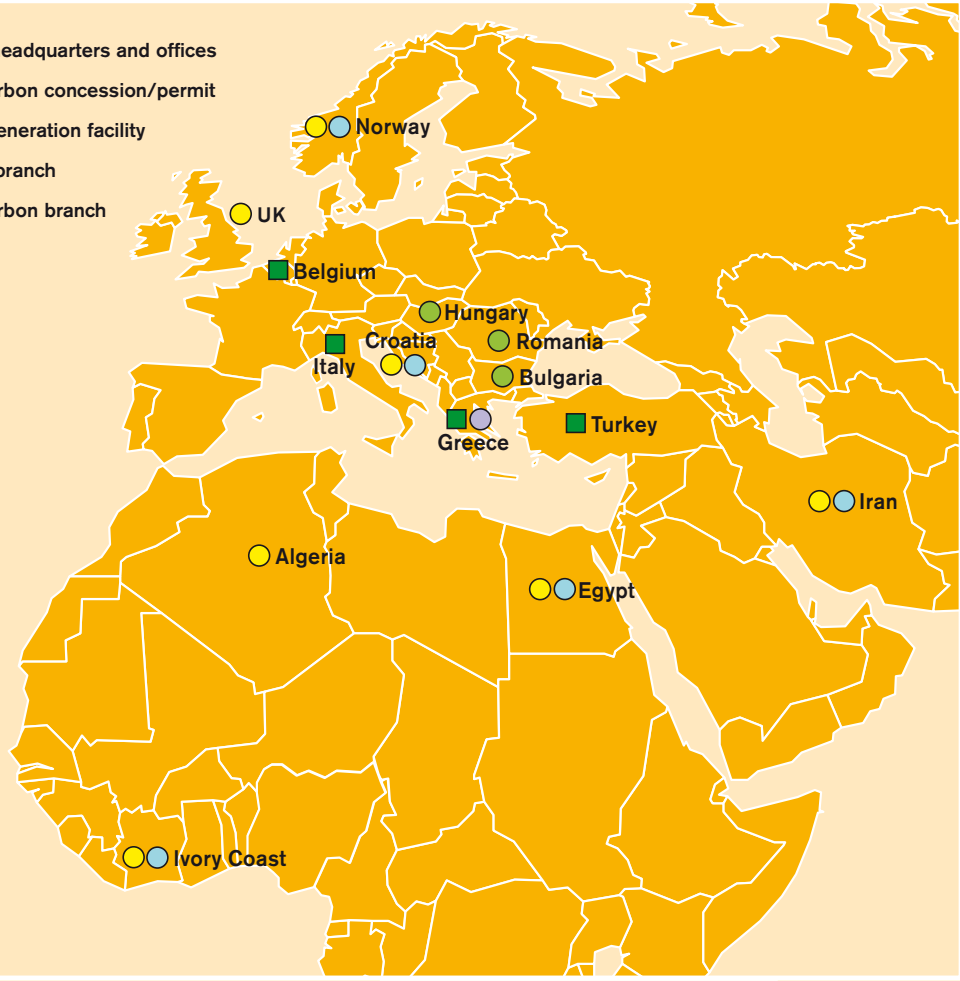 eadquarters and offices
rbon concession/permit
eneration facility
branch
rbon branch
Norway
UK
Belgium
Hungary
Croatia
Romania
Italy
Bulgaria
Greece
Turkey
Iran
Algeria
Egypt
Ivory Coast